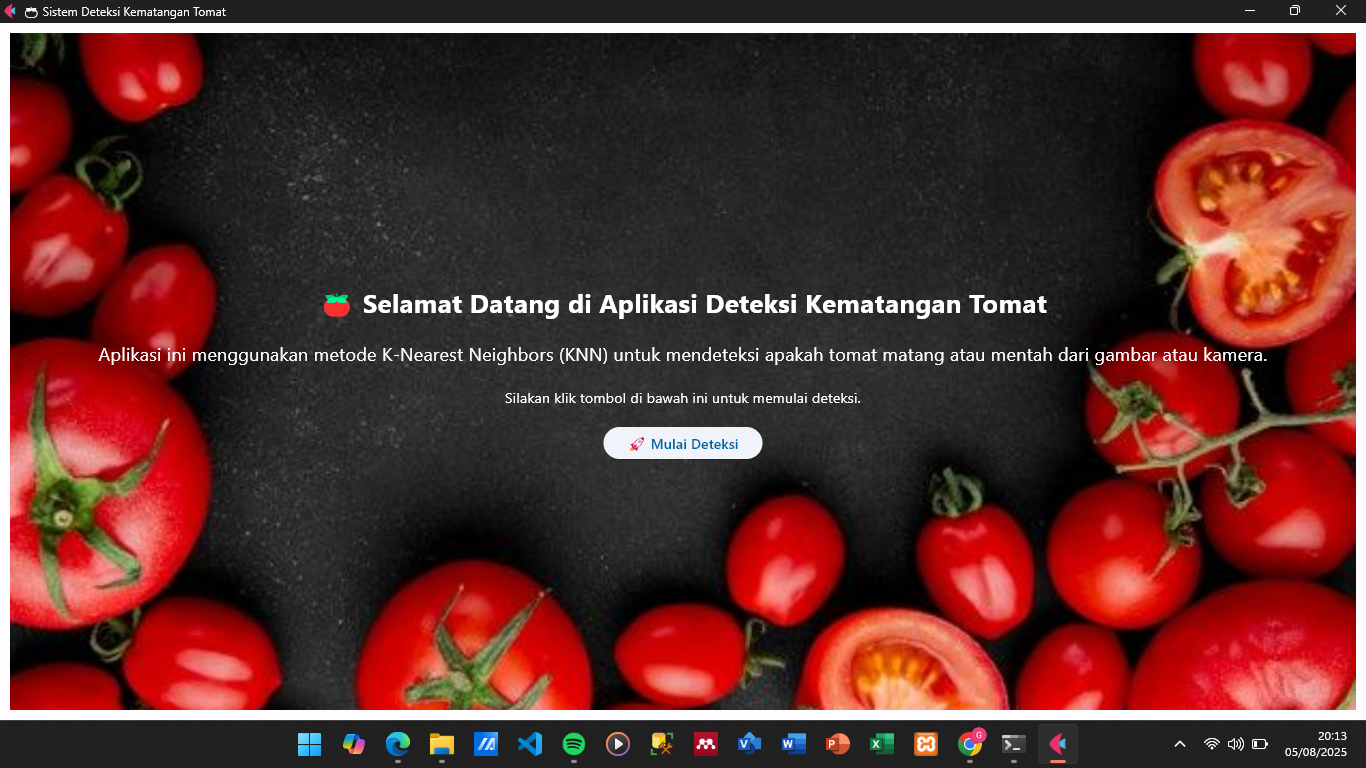 Sistem Deteksi Kematangan Tomat
Selamat Datang di Aplikasi Deteksi Kematangan Tomat
Aplikasi ini menggunakan metode K-Nearest Neighbors (KNN) untuk mendeteksi apakah tomat matang atau mentah dari gambar atau kamera.
Silakan klik tombol di bawah ini untuk memulai deteksi.
🚀 Mulai Deteksi
G
20:13
05/08/2025